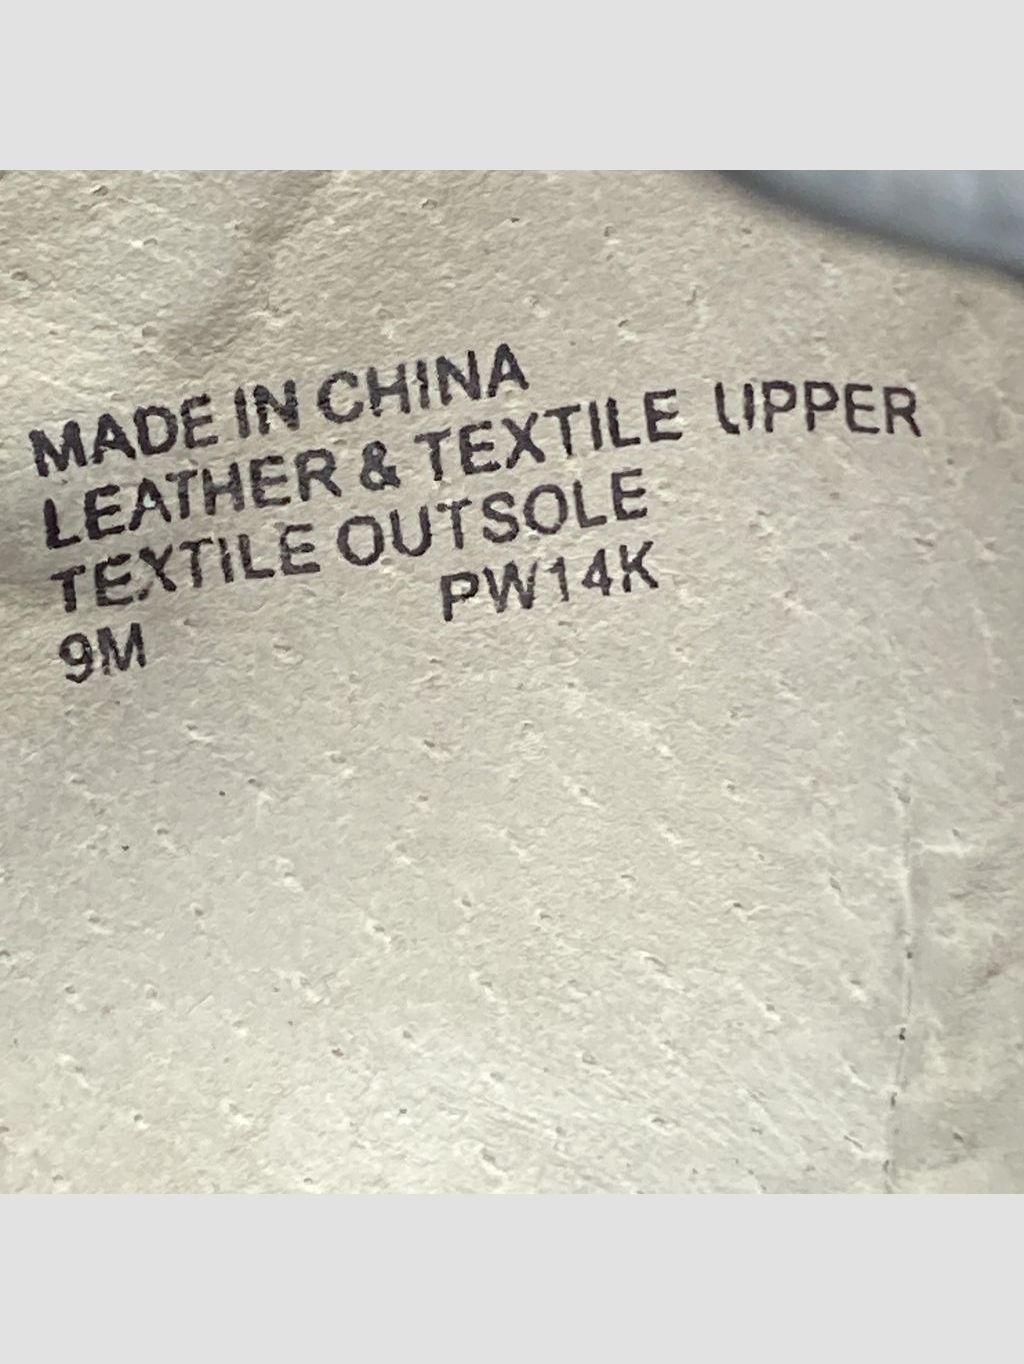 MADE IN CHINA
LEATHER & TEXTILE UPPER
TEXTILE OUTSOLE
9M PW14K